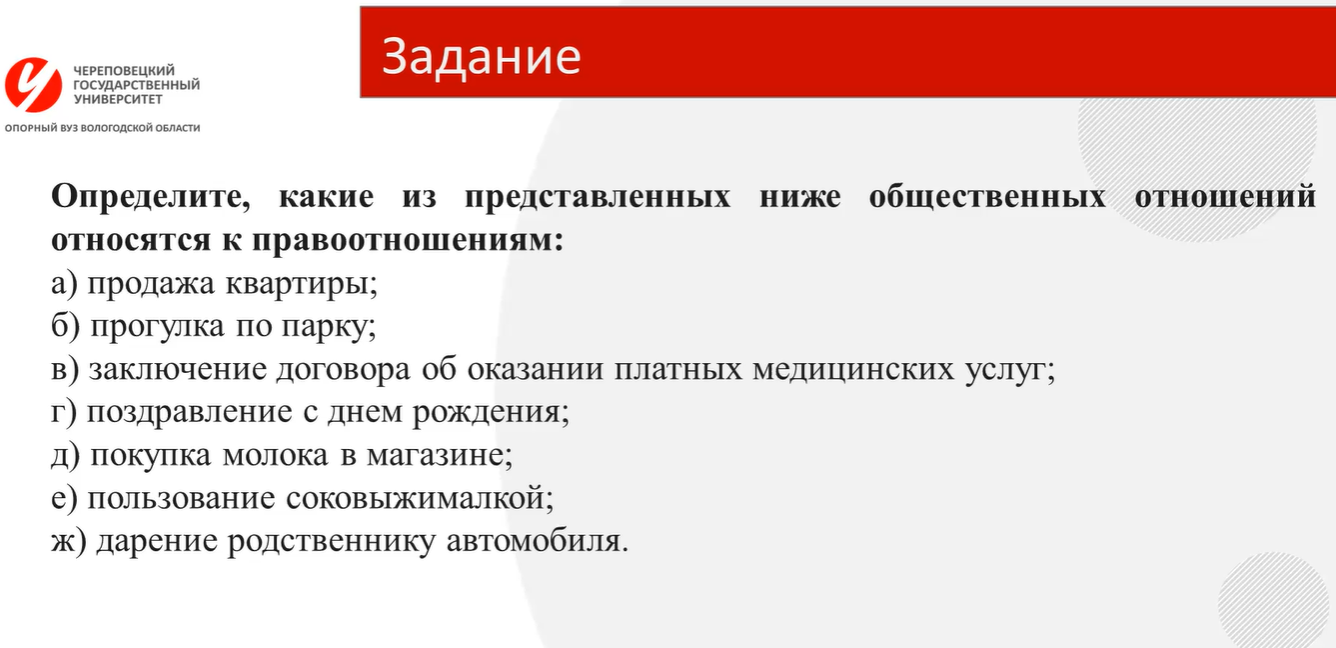 Задание
ЧЕРЕПОВЕЦКИЙ
ГОСУДАРСТВЕННЫЙ
УНИВЕРСИТЕТ
ОПОРНЫЙ ВУЗ ВОЛОГОДСКОЙ ОБЛАСТИ
Определите, какие из представленных ниже общественных отношений
относятся к правоотношениям:
а) продажа квартиры;
б) прогулка по парку;
в) заключение договора об оказании платных медицинских услуг;
г) поздравление с днем рождения;
д) покупка молока в магазине;
е) пользование соковыжималкой;
ж) дарение родственнику автомобиля.